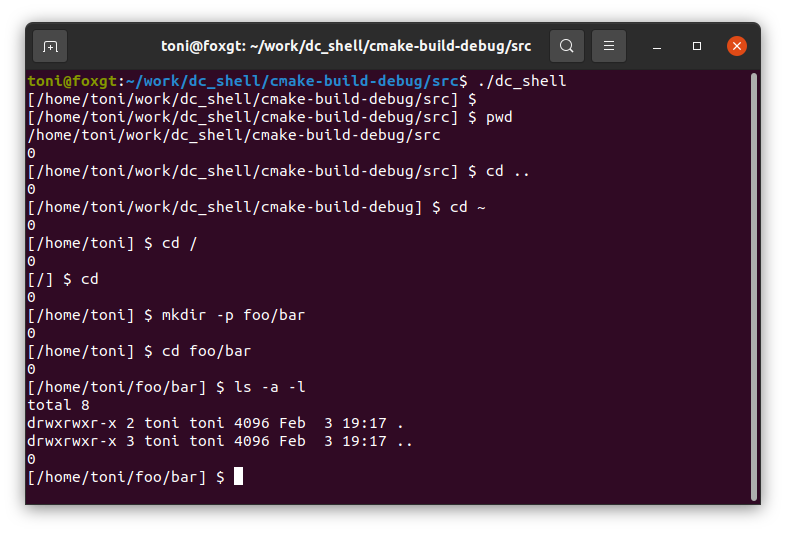 toni@foxgt: ~/work/dc_shell/cmake-build-debug/src
toni@foxgt:~/work/dc_shell/cmake-build-debug/src$ ./dc_shell
[/home/toni/work/dc_shell/cmake-build-debug/src] $
[/home/toni/work/dc_shell/cmake-build-debug/src] $ pwd
/home/toni/work/dc_shell/cmake-build-debug/src
0
[/home/toni/work/dc_shell/cmake-build-debug/src] $ cd ..
0
[/home/toni/work/dc_shell/cmake-build-debug] $ cd ~
0
[/home/toni] $ cd /
0
[/] $ cd
0
[/home/toni] $ mkdir -p foo/bar
0
[/home/toni] $ cd foo/bar
0
[/home/toni/foo/bar] $ ls -a -l
total 8
drwxrwxr-x 2 toni toni 4096 Feb  3 19:17 .
drwxrwxr-x 3 toni toni 4096 Feb  3 19:17 ..
0
[/home/toni/foo/bar] $